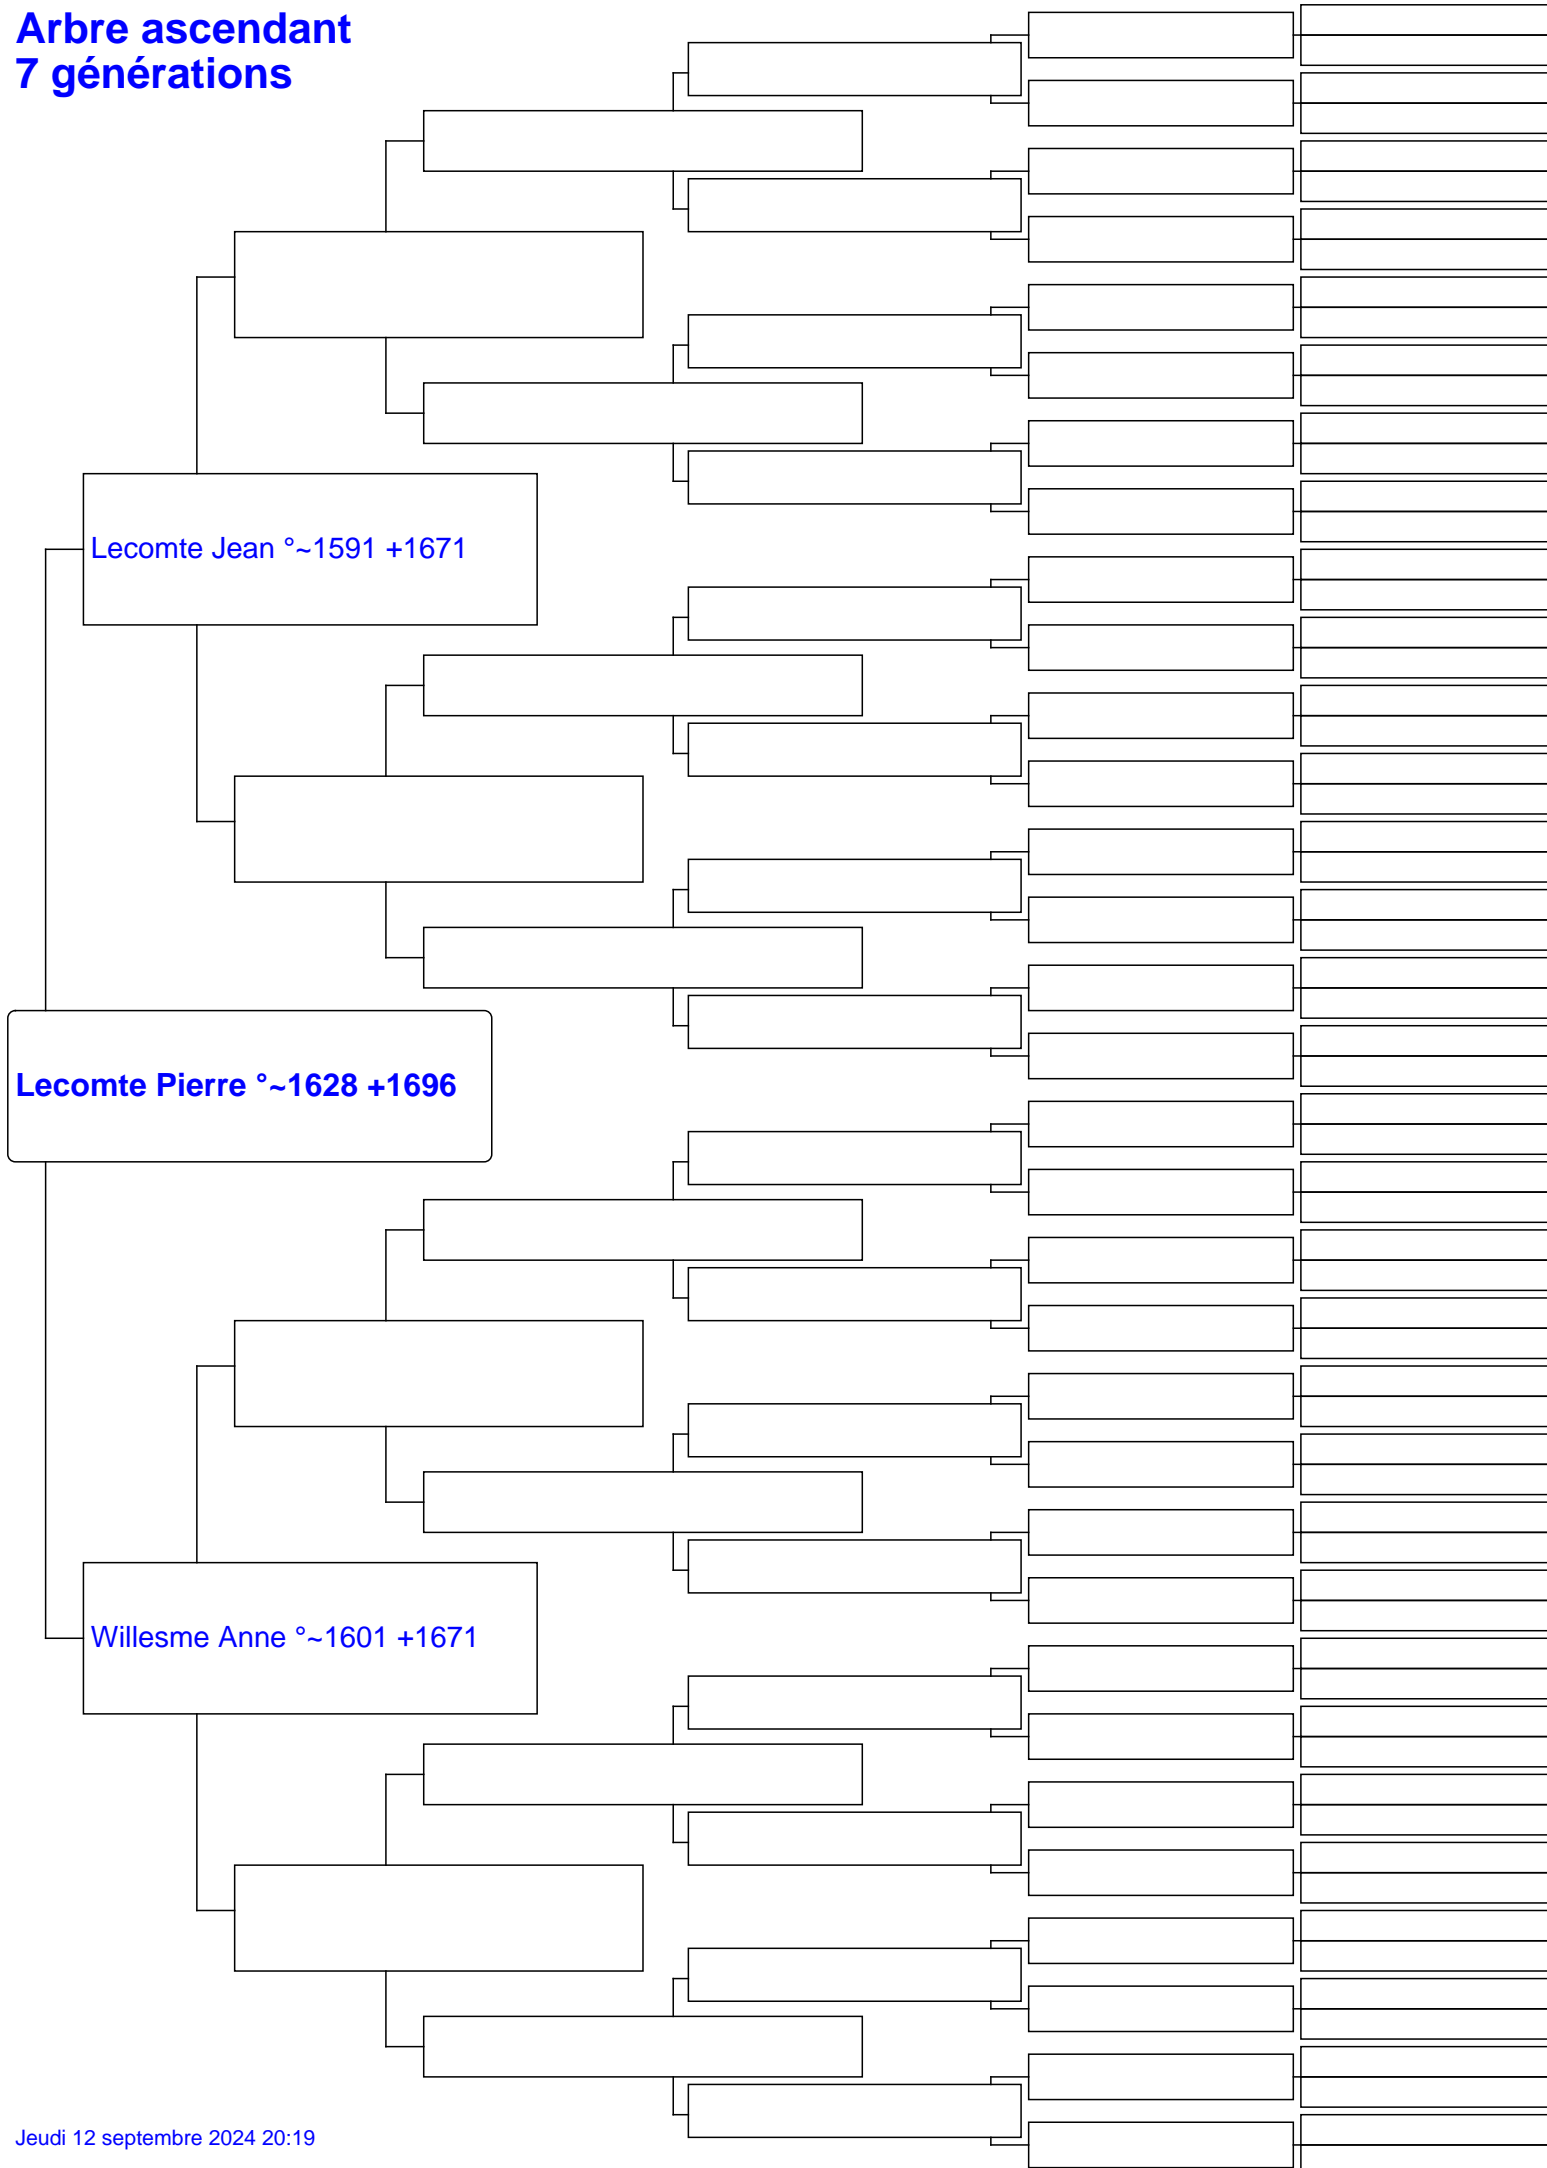 Arbre ascendant
7 générations
Lecomte Jean °~1591 +1671
Lecomte Pierre °~1628 +1696
Willesme Anne °~1601 +1671
Jeudi 12 septembre 2024 20:19